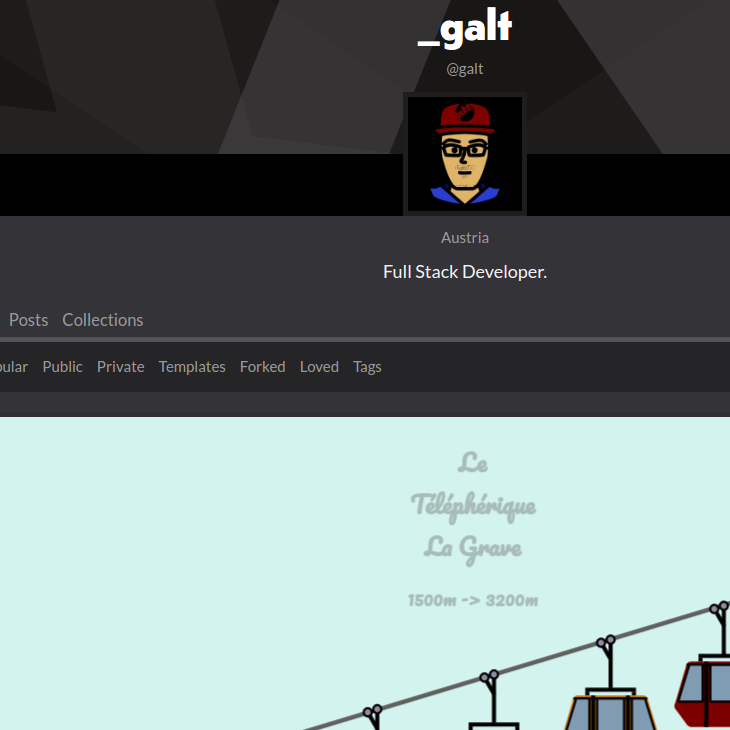 _galt
@galt
Austria
Full Stack Developer.
Posts Collections
Public Private Templates Forked Loved Tags
Le
Téléphérique
La Grave
1500m -> 3200m